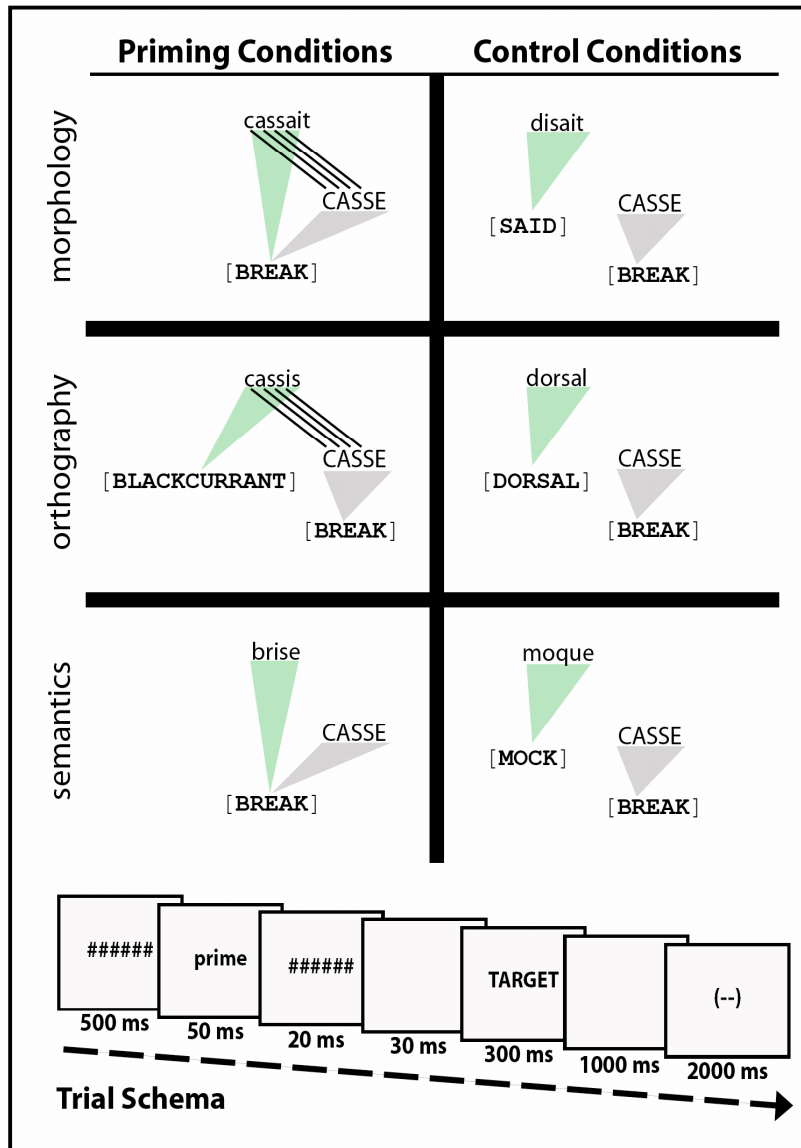 Priming Conditions
Control Conditions
morphology
cassait
CASSE
[BREAK]
disait
[SAID]
CASSE
[BREAK]
orthography
cassis
CASSE
[BLACKCURRANT]
[BREAK]
dorsal
CASSE
[DORSAL]
[BREAK]
semantics
brise
CASSE
[BREAK]
moque
CASSE
[MOCK]
[BREAK]
######
500 ms
prime
50 ms
######
20 ms
30 ms
TARGET
300 ms
1000 ms
(--)
2000 ms
Trial Schema